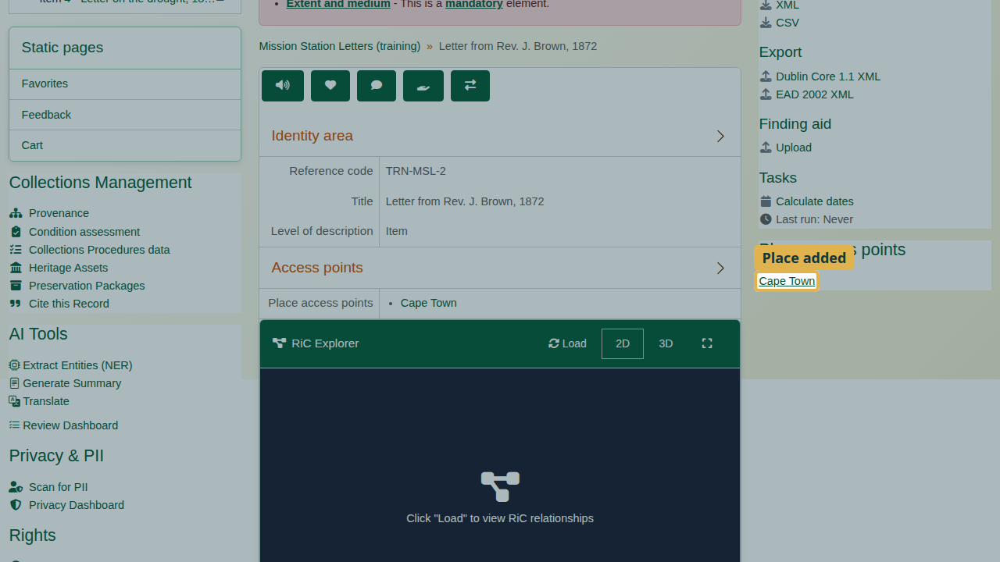 Extent and medium - This is a mandatory element.
Static pages
Favorites
Feedback
Cart
Collections Management
Provenance
Condition assessment
Collections Procedures data
Heritage Assets
Preservation Packages
Cite this Record
AI Tools
Extract Entities (NER)
Generate Summary
Translate
Review Dashboard
Privacy & PII
Scan for PII
Privacy Dashboard
Rights
Mission Station Letters (training) » Letter from Rev. J. Brown, 1872
Identity area
Reference code TRN-MSL-2
Title Letter from Rev. J. Brown, 1872
Level of description Item
Access points
Place access points • Cape Town
RiC Explorer Load 2D 3D
Click "Load" to view RiC relationships
XML
CSV
Export
Dublin Core 1.1 XML
EAD 2002 XML
Finding aid
Upload
Tasks
Calculate dates
Last run: Never
points
Place added
Cape Town